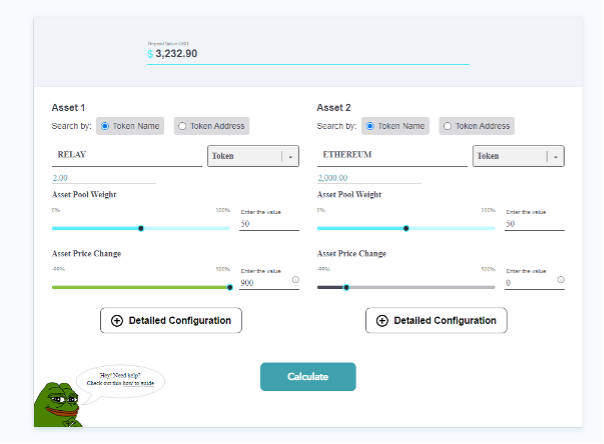 Deposit Value USD
$ 3,232.90
Asset 1
Search by: Token Name Token Address
RELAY Token
2.00
Asset Pool Weight
0% 100% Enter the value
50
Asset Price Change
-99% 500% Enter the value
900
Detailed Configuration
Asset 2
Search by: Token Name Token Address
ETHEREUM Token
2,000.00
Asset Pool Weight
0% 100% Enter the value
50
Asset Price Change
-99% 500% Enter the value
0
Detailed Configuration
Calculate
Hey! Need help?
Check out this how to guide